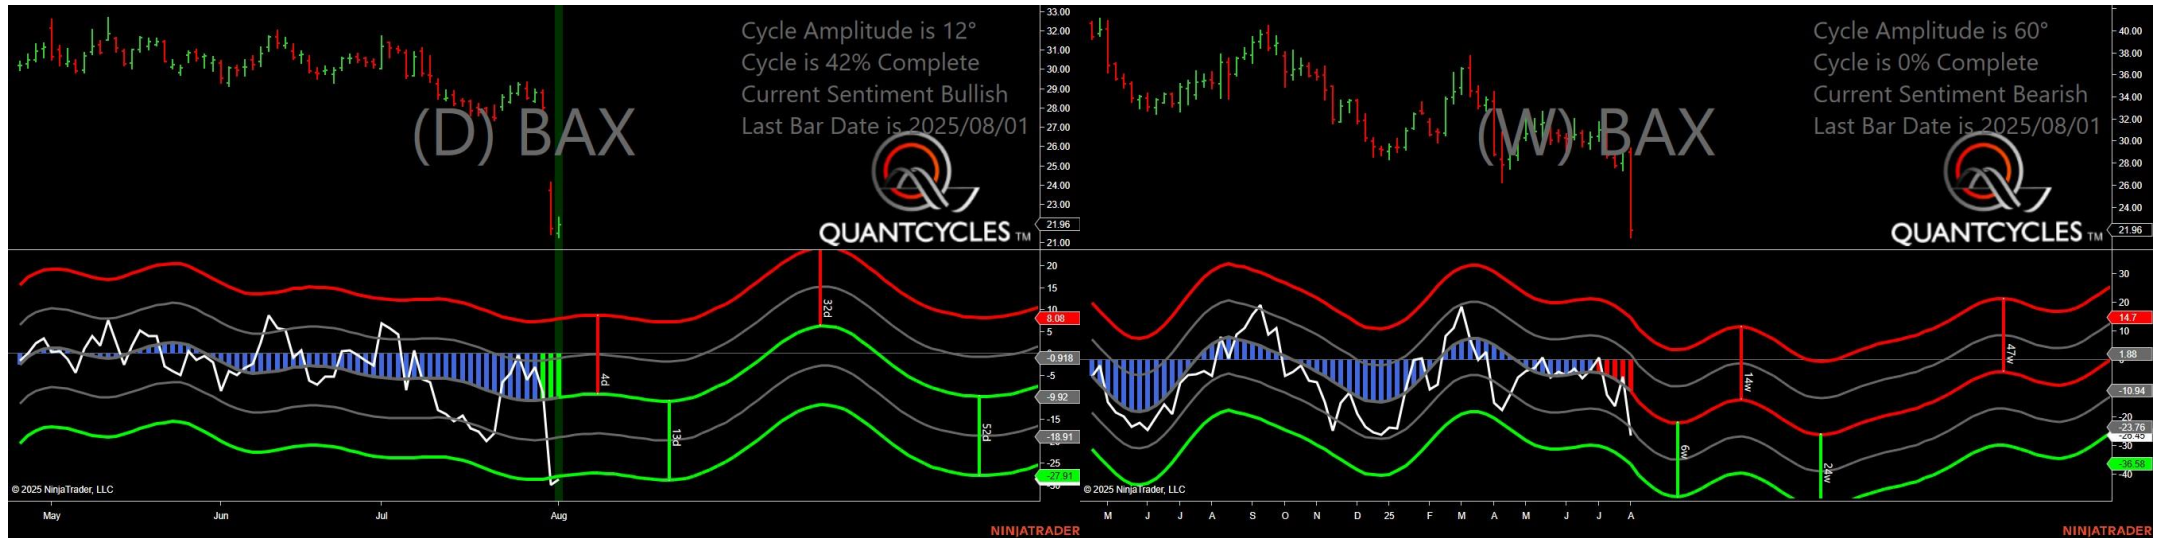 Cycle Amplitude is 12°
Cycle is 42% Complete
Current Sentiment Bullish
Last Bar Date is 2025/08/01
(D) BAX
QUANTCYCLES TM
33.00
32.00
31.00
30.00
29.00
28.00
27.00
26.00
25.00
24.00
23.00
21.96
21.00
20
15
8.08
5
-0.918
-5
-9.92
-15
-18.91
-25
-27.91
4d
13d
32d
52d
© 2025 NinjaTrader, LLC
May Jun Jul Aug
NINJATRADER
Cycle Amplitude is 60°
Cycle is 0% Complete
Current Sentiment Bearish
Last Bar Date is 2025/08/01
(W) BAX
QUANTCYCLES TM
40.00
38.00
36.00
34.00
32.00
30.00
28.00
26.00
24.00
21.96
30
20
14.7
10
1.88
-10.94
-20
-23.76
-26.45
-30
-36.58
-40
6w
14w
24w
47w
© 2025 NinjaTrader, LLC
M J J A S O N D 25 F M A M J J A
NINJATRADER